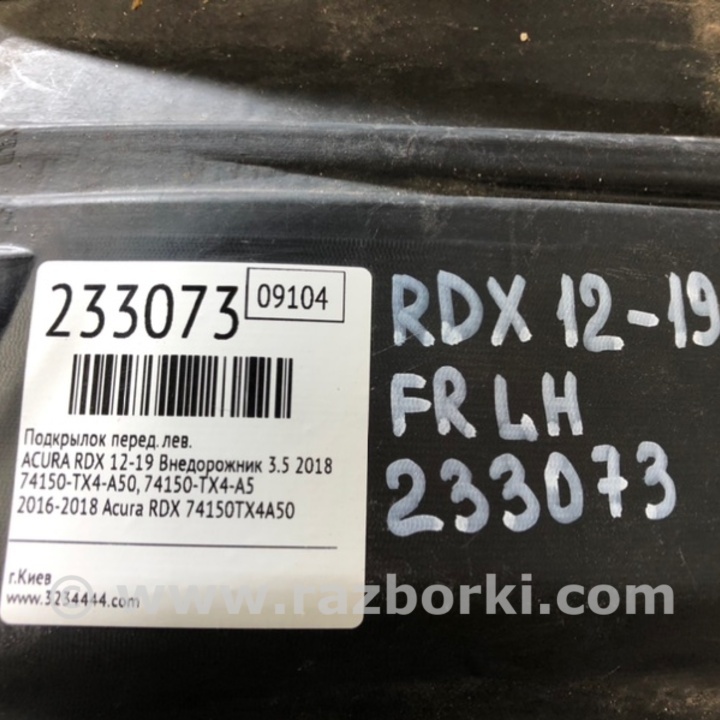 233073 09104
Подкрылок перед. лев.
ACURA RDX 12-19 Внедорожник 3.5 2018
74150-TX4-A50, 74150-TX4-A5
2016-2018 Acura RDX 74150TX4A50
г.Киев
www.3234444.com
RDX 12-19
FR LH
233073
© www.razborki.com